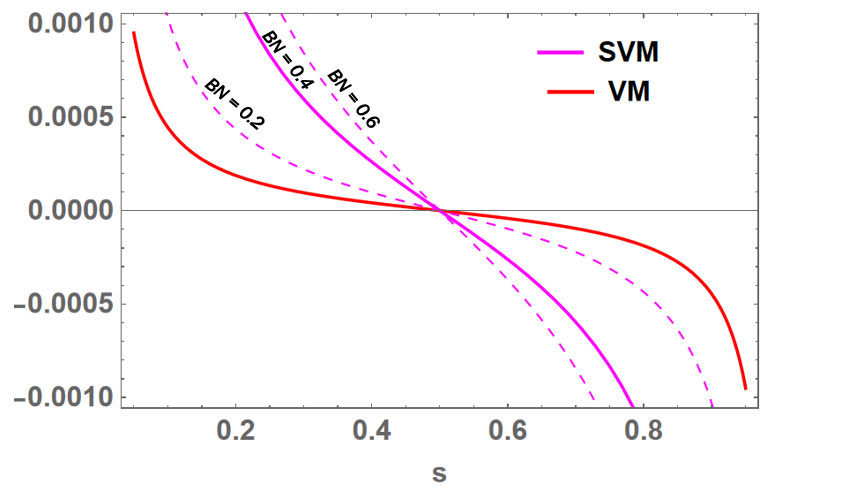 0.0010
0.0005
0.0000
-0.0005
-0.0010
BN = 0.2
BN = 0.4
BN = 0.6
SVM
VM
0.2 0.4 0.6 0.8
s